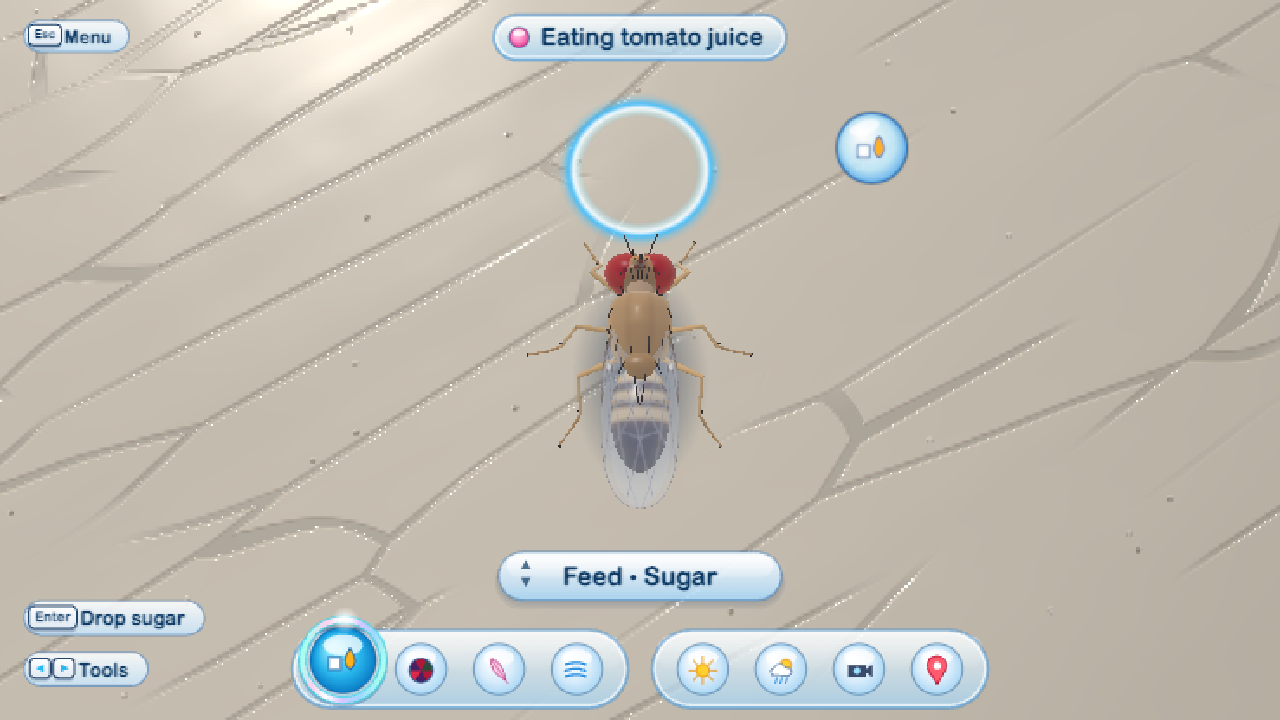 Esc Menu
Eating tomato juice
Feed • Sugar
Enter Drop sugar
Tools